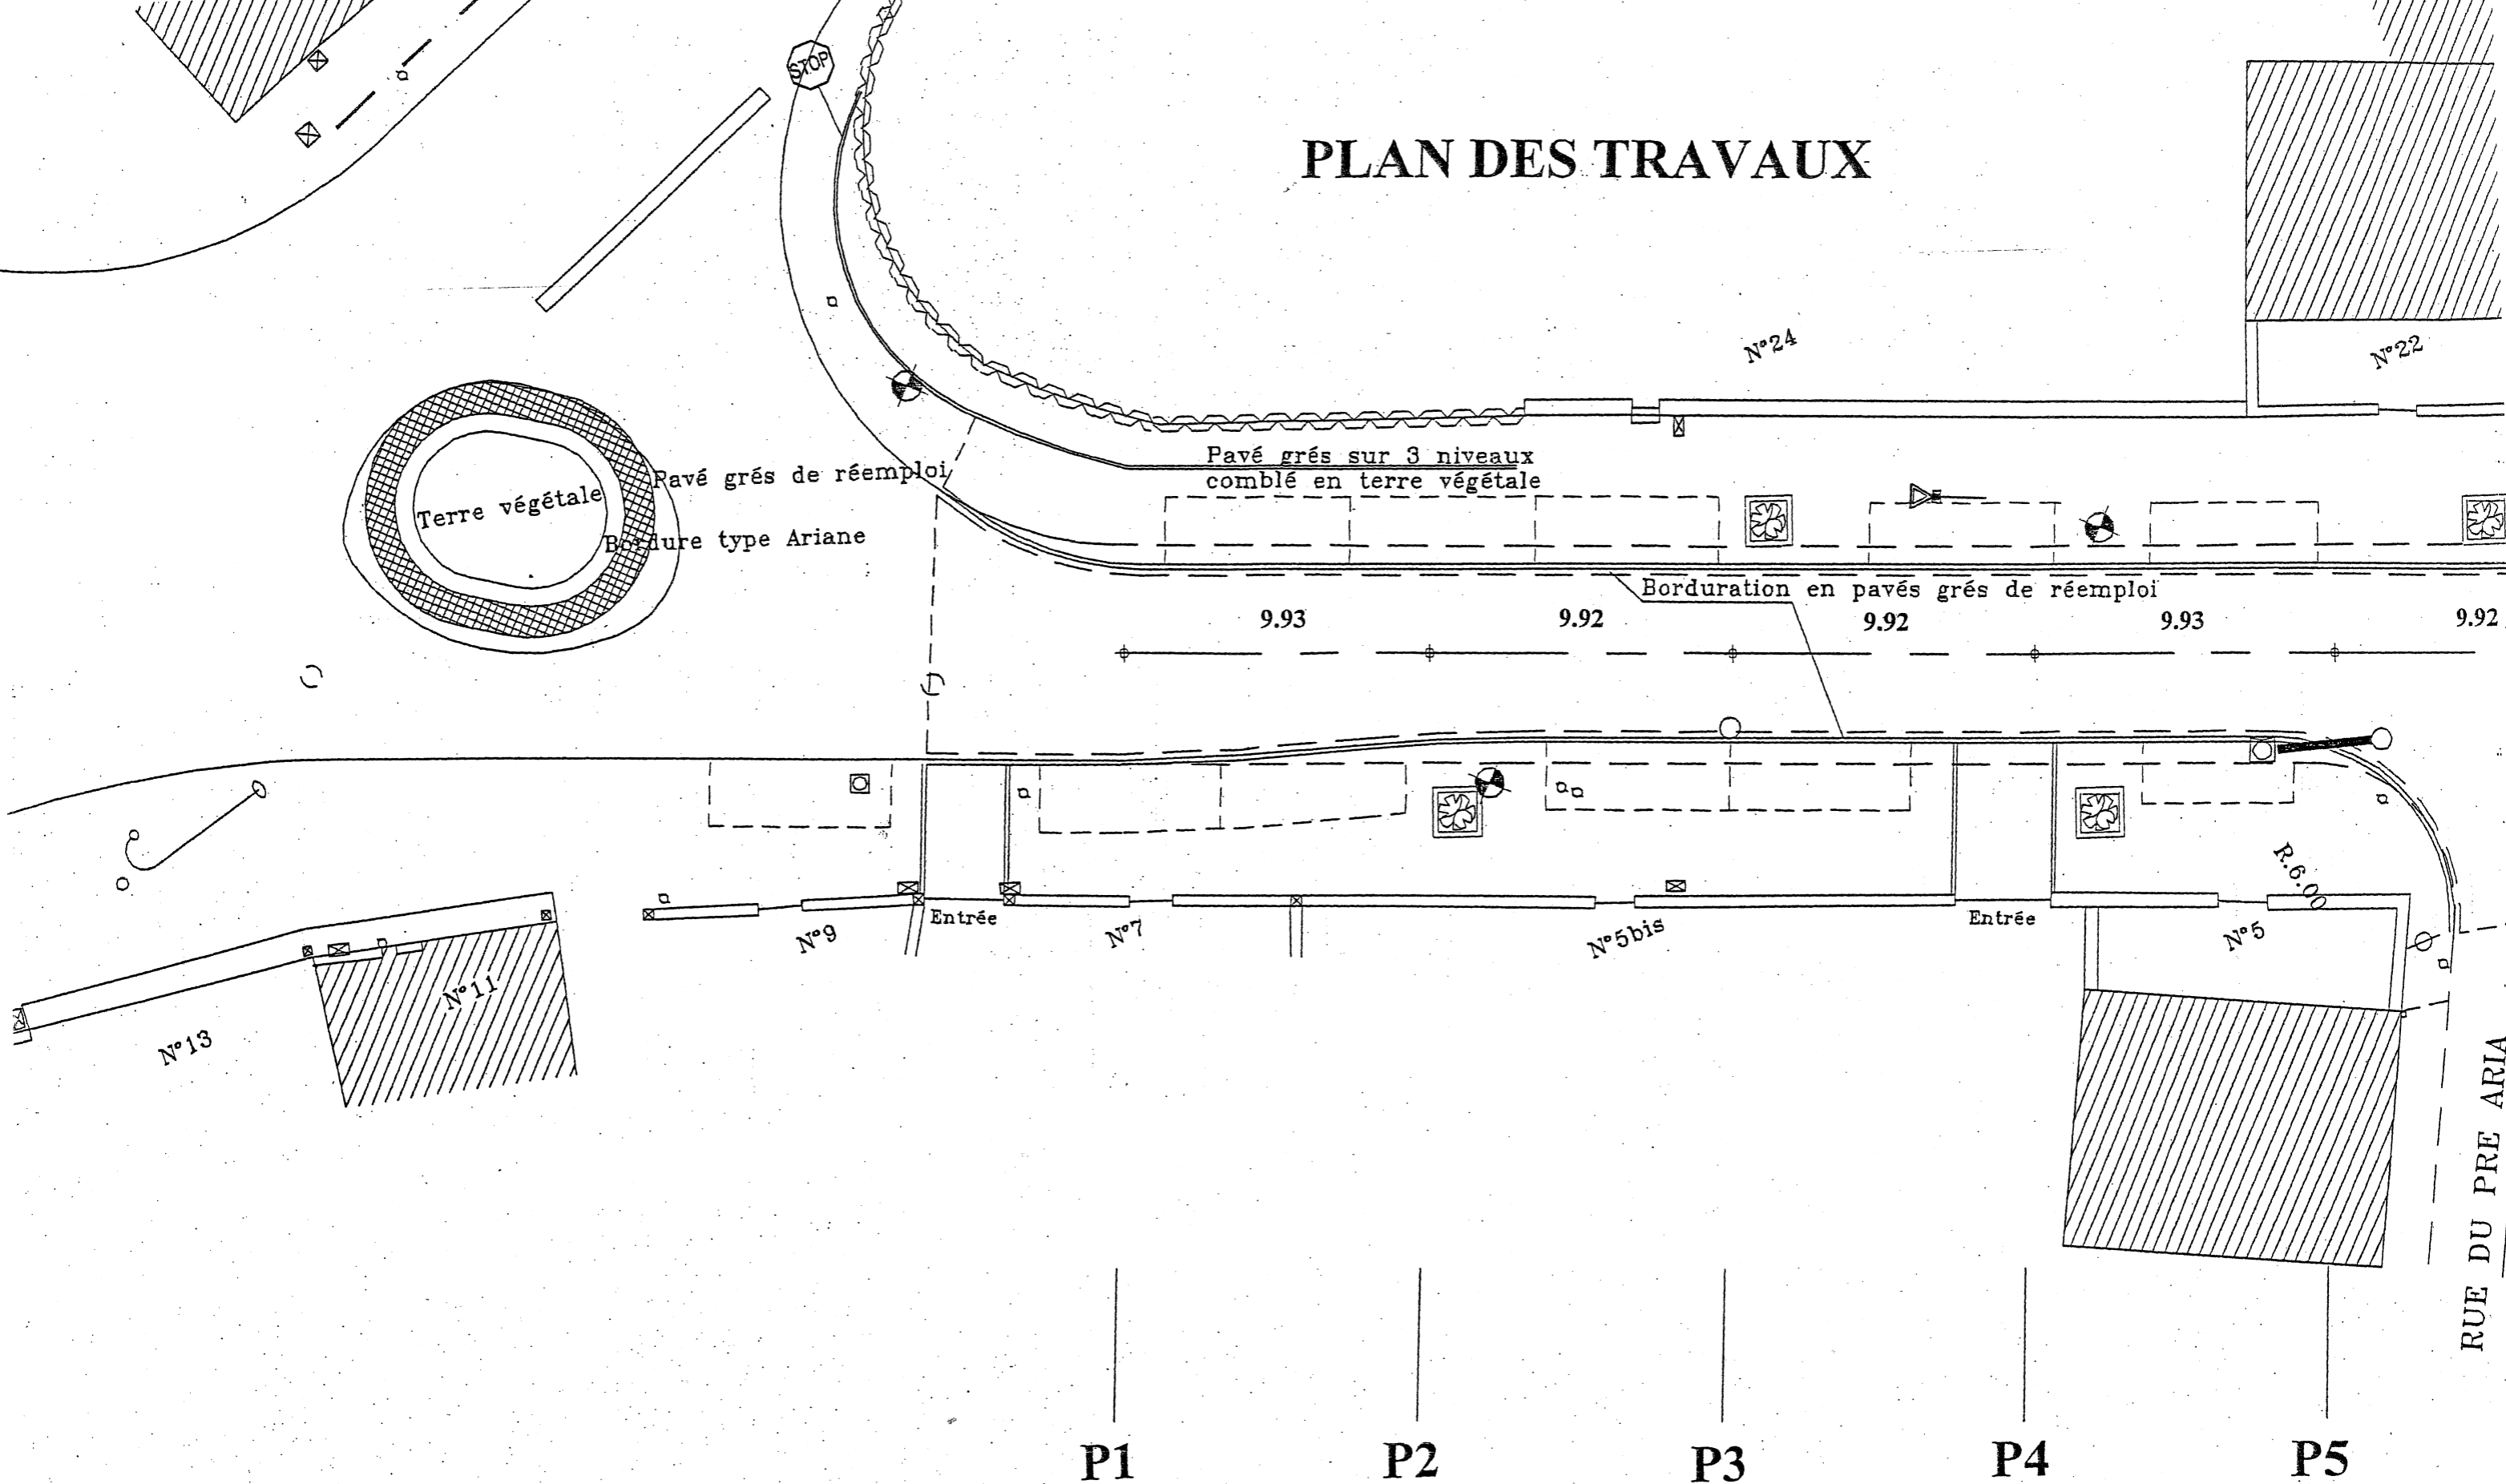 STOP
PLAN DES TRAVAUX
N°24
N°22
Pavé grés sur 3 niveaux
comblé en terre végétale
Pavé grés de réemploi
Terre végétale
Bordure type Ariane
Borduration en pavés grés de réemploi
9.93
9.92
9.92
9.93
9.92
R.6.00
Entrée
Entrée
N°9
N°7
N°5bis
N°5
N°11
N°13
RUE DU PRE ARIA
P1
P2
P3
P4
P5